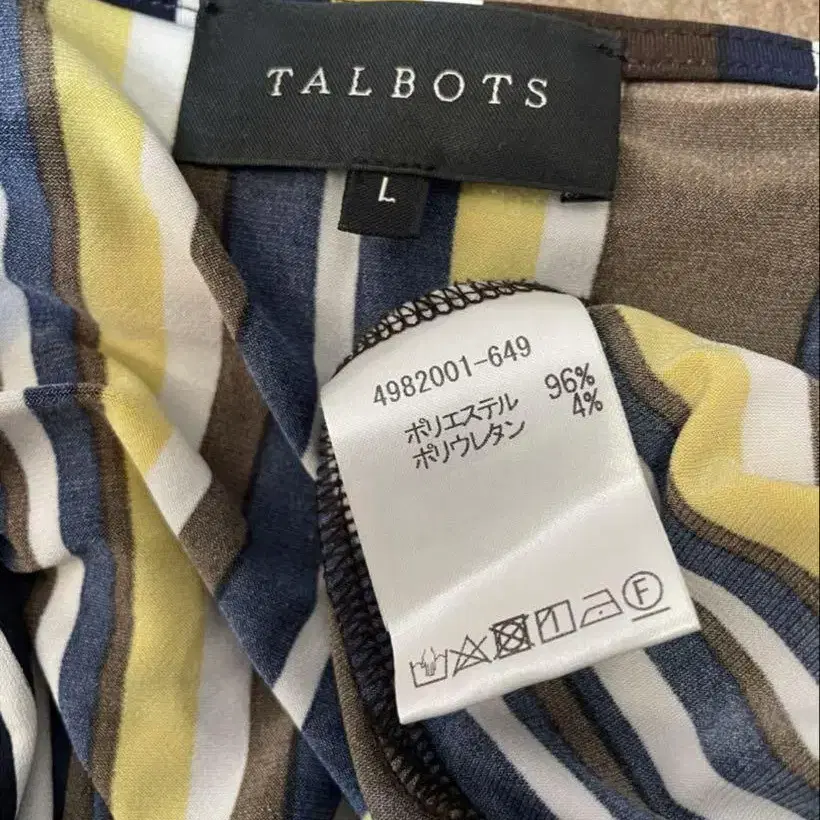 TALBOTS
L
4982001-649
ポリエステル 96%
ポリウレタン 4%
F